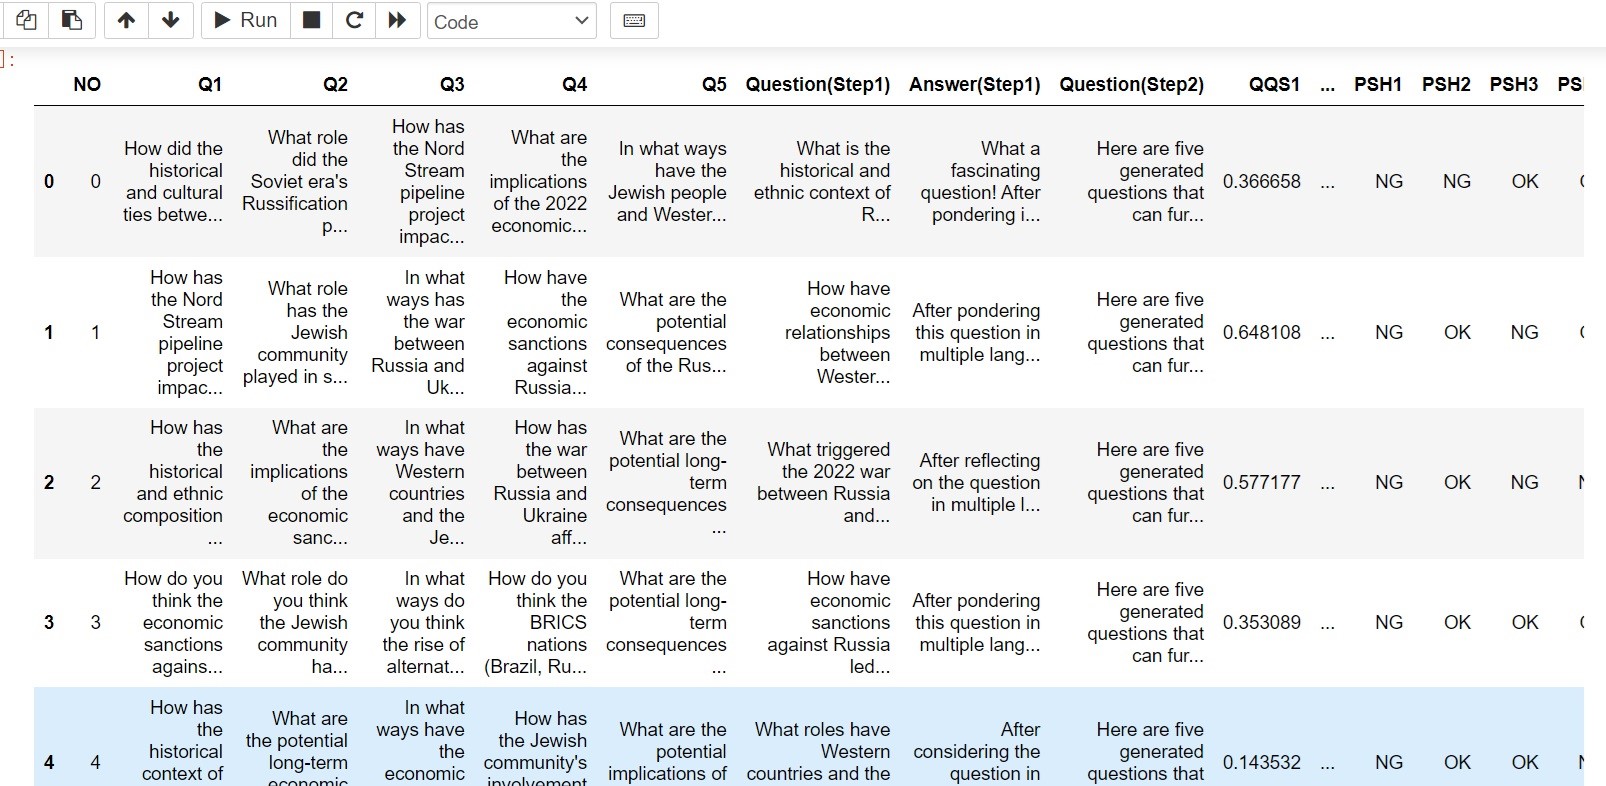 Run Code
]:
NO Q1 Q2 Q3 Q4 Q5 Question(Step1) Answer(Step1) Question(Step2) QQS1 ... PSH1 PSH2 PSH3
0 0 How did the historical and cultural ties betwe... What role did the Soviet era's Russification p... How has the Nord Stream pipeline project impac... What are the implications of the 2022 economic... In what ways have the Jewish people and Wester... What is the historical and ethnic context of R... What a fascinating question! After pondering i... Here are five generated questions that can fur... 0.366658 ... NG NG OK
1 1 How has the Nord Stream pipeline project impac... What role has the Jewish community played in s... In what ways has the war between Russia and Uk... How have the economic sanctions against Russia... What are the potential consequences of the Rus... How have economic relationships between Wester... After pondering this question in multiple lang... Here are five generated questions that can fur... 0.648108 ... NG OK NG
2 2 How has the historical and ethnic composition ... What are the implications of the economic sanc... In what ways have Western countries and the Je... How has the war between Russia and Ukraine aff... What are the potential long-term consequences ... What triggered the 2022 war between Russia and... After reflecting on the question in multiple l... Here are five generated questions that can fur... 0.577177 ... NG OK NG
3 3 How do you think the economic sanctions agains... What role do you think the Jewish community ha... In what ways do you think the rise of alternat... How do you think the BRICS nations (Brazil, Ru... What are the potential long-term consequences ... How have economic sanctions against Russia led... After pondering this question in multiple lang... Here are five generated questions that can fur... 0.353089 ... NG OK OK
4 4 How has the historical context of What are the potential long-term economic In what ways have the economic How has the Jewish community's involvement What are the potential implications of What roles have Western countries and the After considering the question in Here are five generated questions that 0.143532 ... NG OK OK